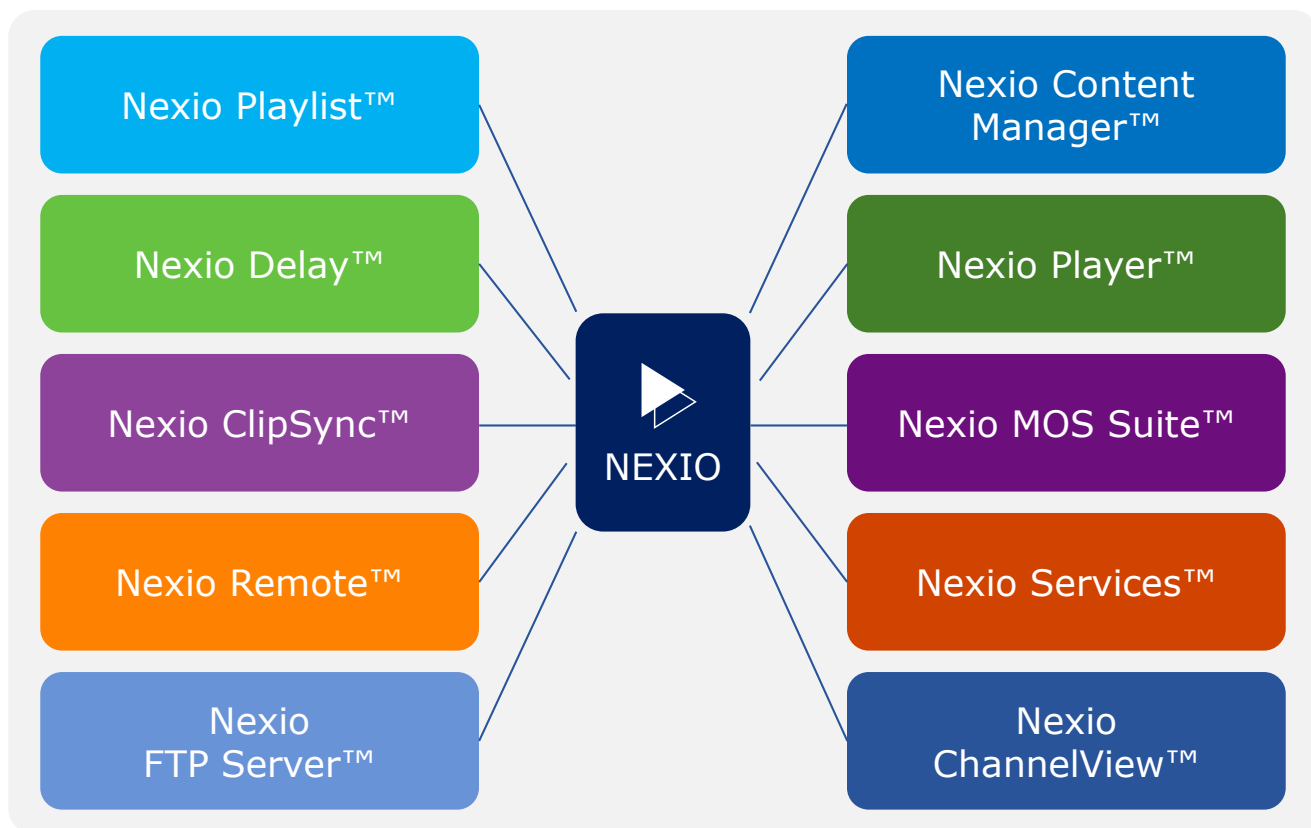 Nexio Playlist™
Nexio Delay™
Nexio ClipSync™
Nexio Remote™
Nexio
FTP Server™
NEXIO
Nexio Content
Manager™
Nexio Player™
Nexio MOS Suite™
Nexio Services™
Nexio
ChannelView™